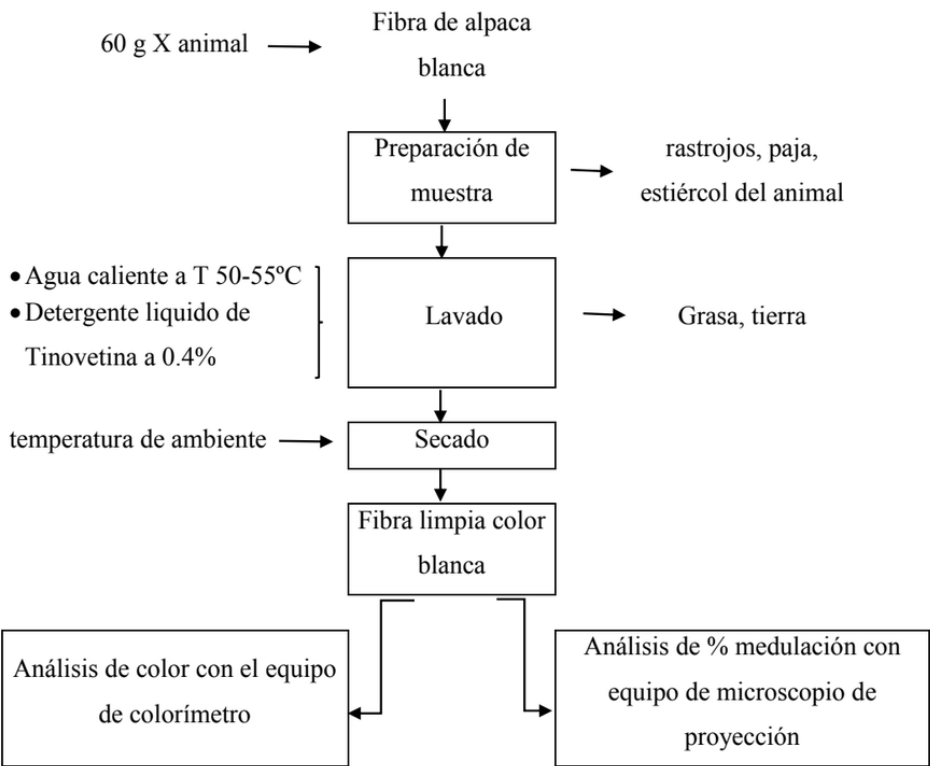 60 g X animal
Fibra de alpaca
blanca
Preparación de
muestra
rastrojos, paja,
estiércol del animal
• Agua caliente a T 50-55ºC
• Detergente liquido de
Tinovetina a 0.4%
Lavado
Grasa, tierra
temperatura de ambiente
Secado
Fibra limpia color
blanca
Análisis de color con el equipo
de colorímetro
Análisis de % medulación con
equipo de microscopio de
proyección